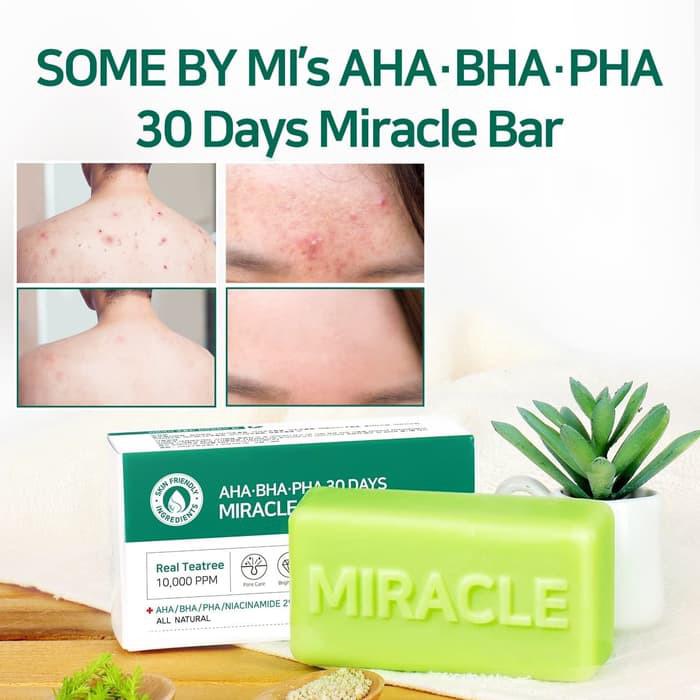 SOME BY MI's AHA·BHA·PHA
30 Days Miracle Bar
SKIN FRIENDLY
INGREDIENTS
AHA·BHA·PHA 30 DAYS
MIRACLE
Real Teatree
10,000 PPM
Pore Care
AHA/BHA/PHA/NIACINAMIDE
ALL NATURAL
MIRACLE